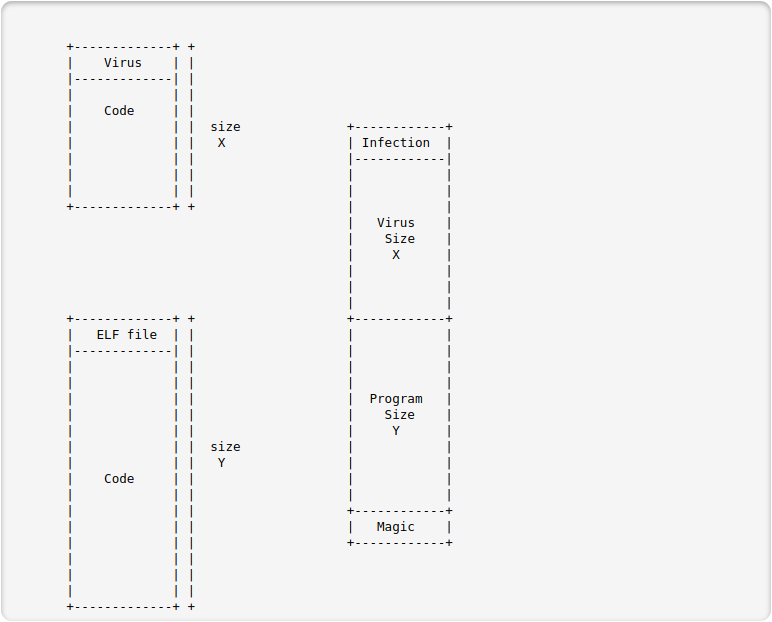 +-------------+ +
|    Virus    | |
|-------------| |
|             | |
|    Code     | |
|             | |  size              +------------+
|             | |   X                | Infection  |
|             | |                    |------------|
|             | |                    |            |
|             | |                    |            |
+-------------+ +                    |            |
                                     |   Virus    |
                                     |    Size    |
                                     |     X      |
                                     |            |
                                     |            |
                                     |            |
+-------------+ +                    +------------+
|   ELF file  | |                    |            |
|-------------| |                    |            |
|             | |                    |            |
|             | |                    |            |
|             | |                    |  Program   |
|             | |                    |    Size    |
|             | |                    |     Y      |
|             | |  size              |            |
|             | |   Y                |            |
|    Code     | |                    |            |
|             | |                    |            |
|             | |                    +------------+
|             | |                    |   Magic    |
|             | |                    +------------+
|             | |
|             | |
|             | |
+-------------+ +